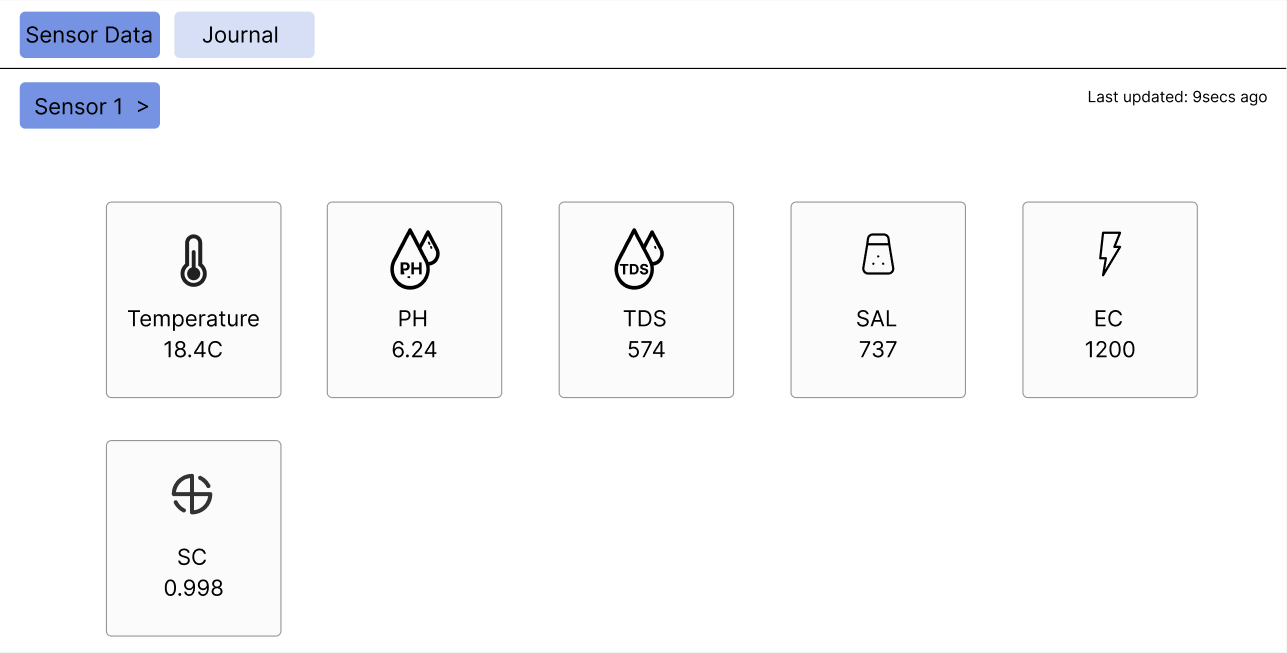 Sensor Data
Journal
Sensor 1 >
Last updated: 9secs ago
PH
TDS
Temperature
PH
TDS
SAL
EC
18.4C
6.24
574
737
1200
SC
0.998